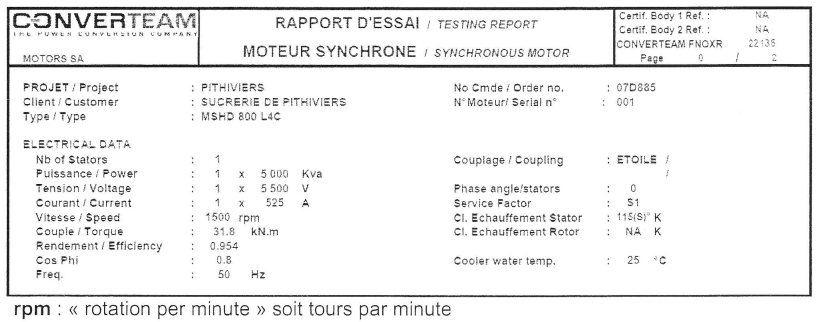 CONVERTEAM
THE POWER CONVERSION COMPANY
MOTORS SA
RAPPORT D'ESSAI / TESTING REPORT
MOTEUR SYNCHRONE / SYNCHRONOUS MOTOR
Certif. Body 1 Ref. : NA
Certif. Body 2 Ref. : NA
CONVERTEAM FNOXR 22135
Page 0 / 2
PROJET / Project : PITHIVIERS
No Cmde / Order no. : 07D885
Client / Customer : SUCRERIE DE PITHIVIERS
N°Moteur/ Serial n° : 001
Type / Type : MSHD 800 L4C
ELECTRICAL DATA
Nb of Stators : 1
Couplage / Coupling : ETOILE /
Puissance / Power : 1 x 5 000 Kva
/
Tension / Voltage : 1 x 5 500 V
Phase angle/stators : 0
Courant / Current : 1 x 525 A
Service Factor : S1
Vitesse / Speed : 1500 rpm
Cl. Echauffement Stator : 115(S)° K
Couple / Torque : 31.8 kN.m
Cl. Echauffement Rotor : NA K
Rendement / Efficiency : 0.954
Cos Phi : 0.8
Cooler water temp. : 25 °C
Freq. : 50 Hz
rpm : « rotation per minute » soit tours par minute